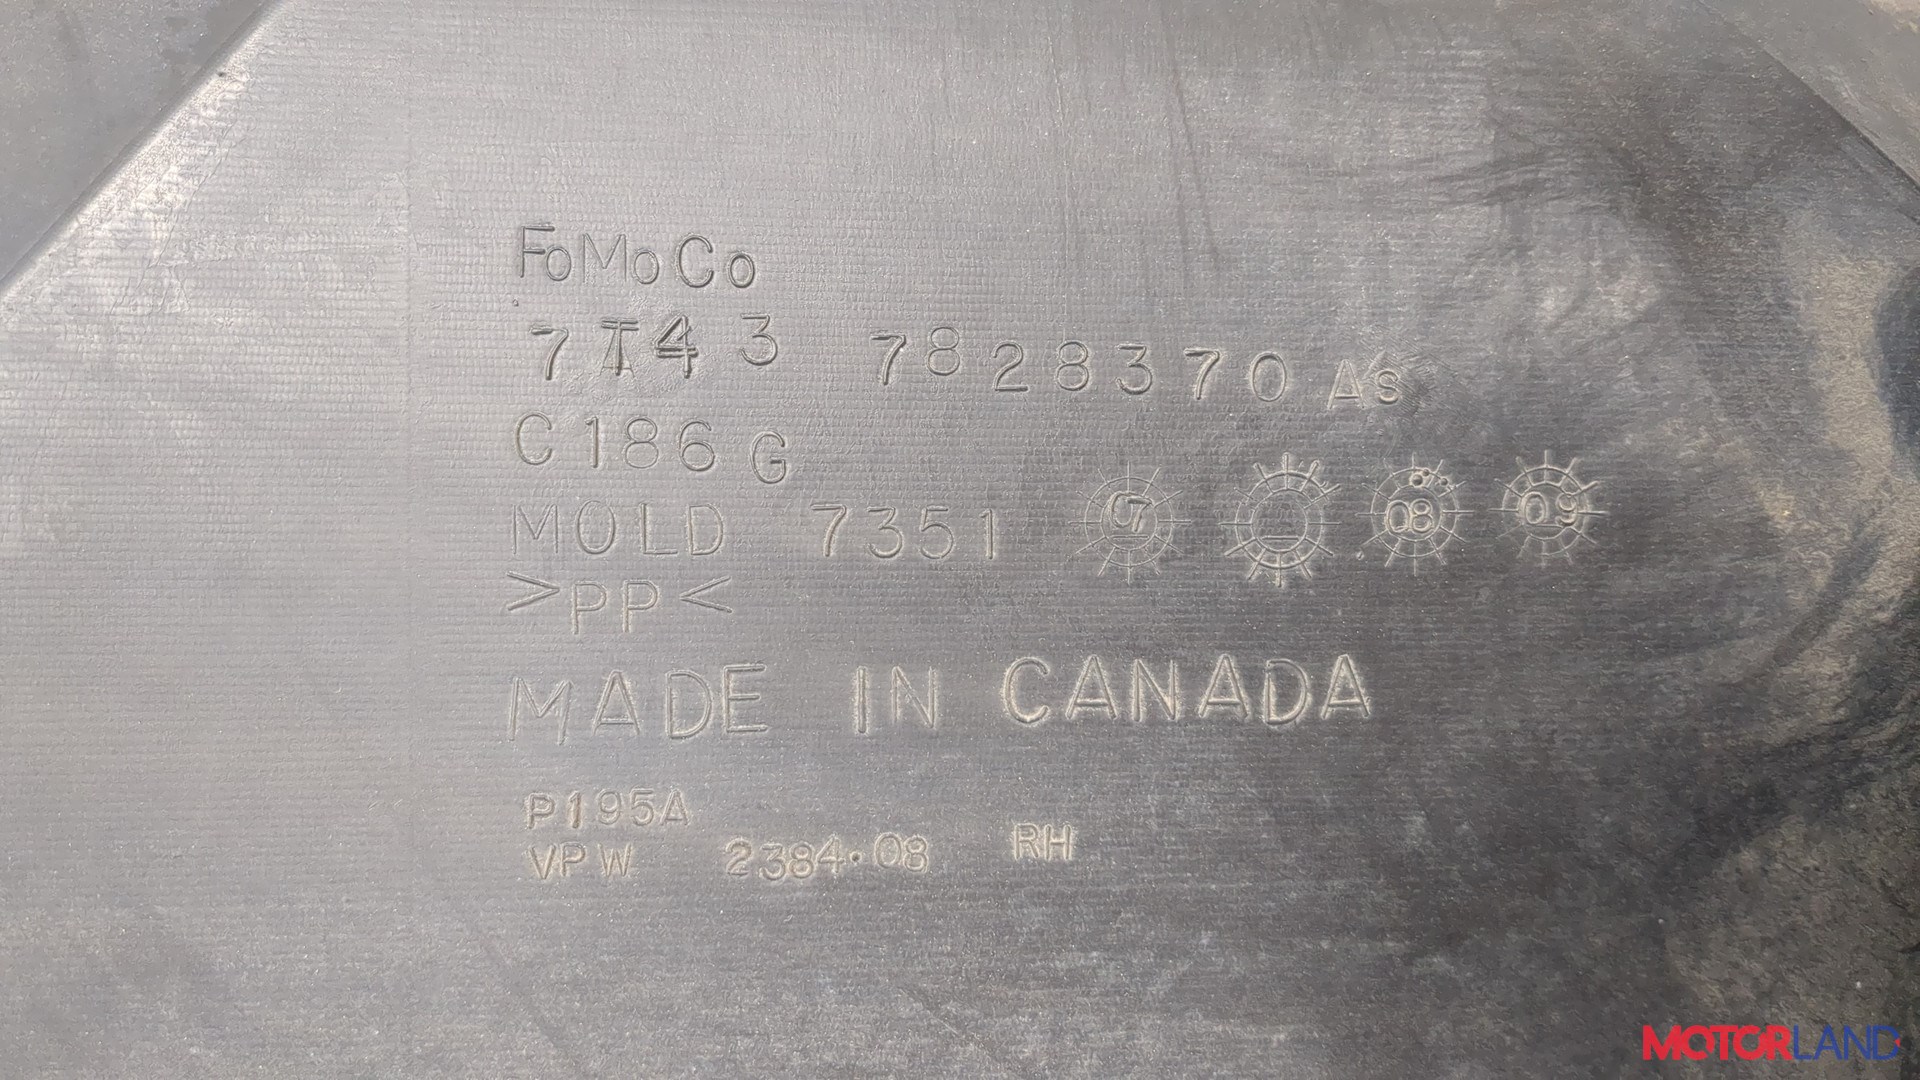 FoMoCo
7T43 7828370 AS
C186G
MOLD 7351 07 08 09
>PP<
MADE IN CANADA
P195A
VPW 2384·08 RH
MOTORLAND